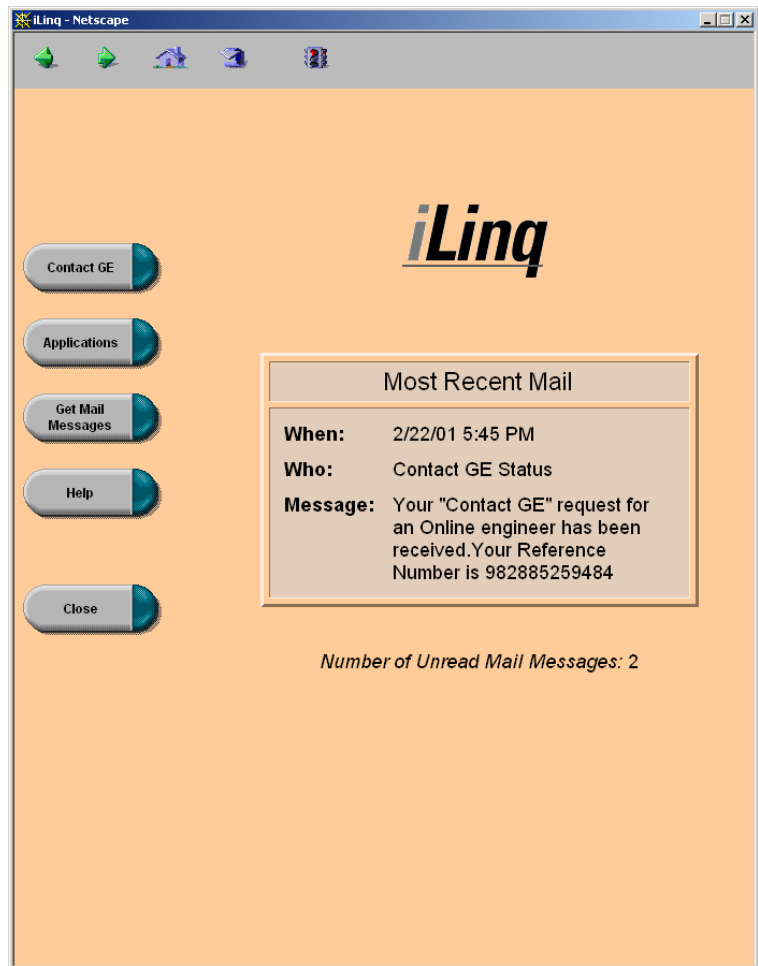 iLinq - Netscape
iLinq
Contact GE
Applications
Get Mail
Messages
Help
Close
Most Recent Mail
When: 2/22/01 5:45 PM
Who: Contact GE Status
Message: Your "Contact GE" request for
an Online engineer has been
received.Your Reference
Number is 982885259484
Number of Unread Mail Messages: 2